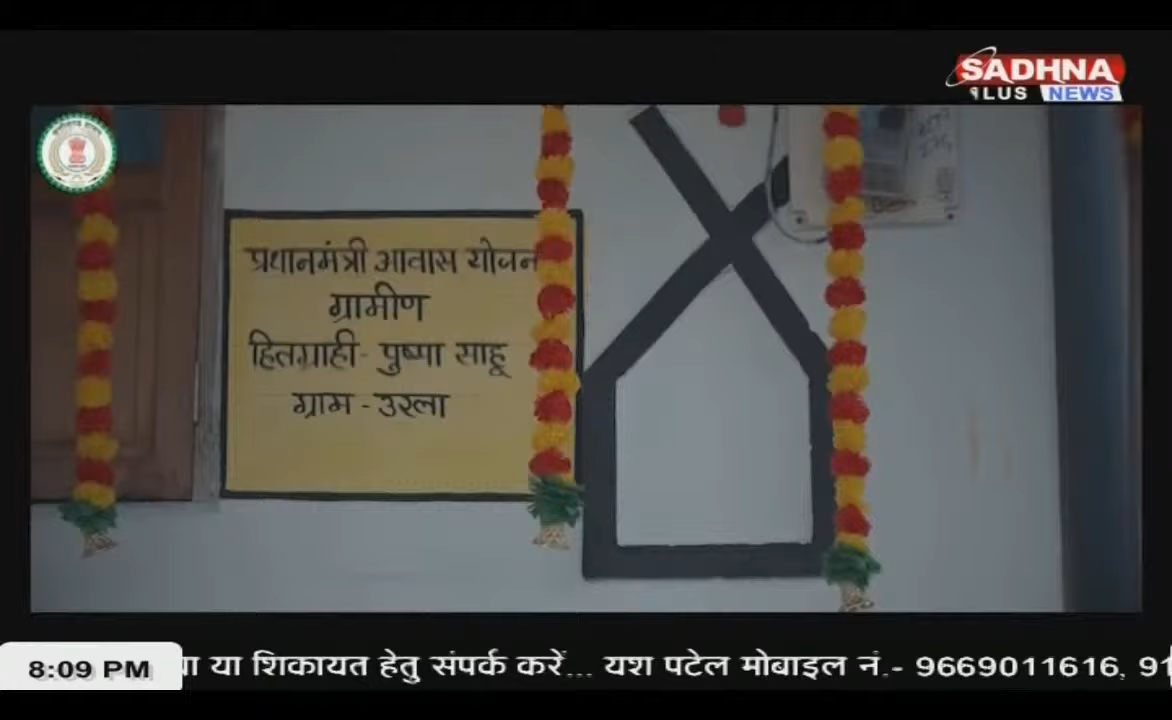 SADHNA
PLUS NEWS
प्रधानमंत्री आवास योजन
ग्रामीण
हितग्राही- पुष्पा साहू
ग्राम - उरला
8:09 PM
या शिकायत हेतु संपर्क करें... यश पटेल मोबाइल नं.- 9669011616, 91